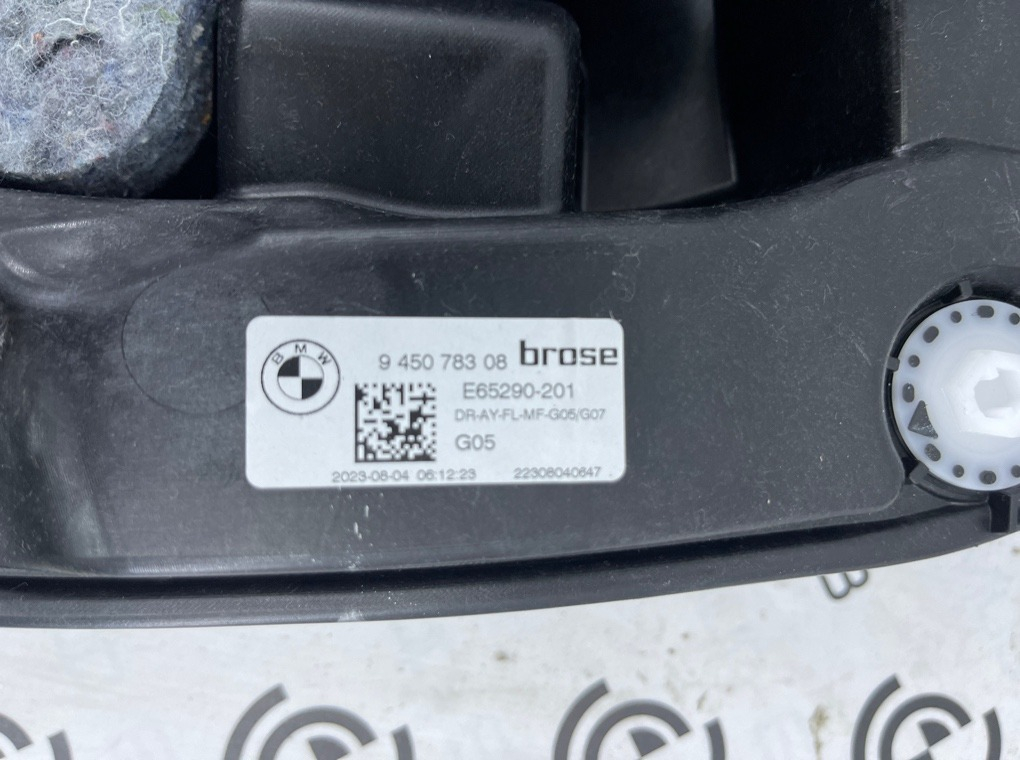 BMW
9 450 783 08 brose
E65290-201
DR-AY-FL-MF-G05/G07
G05
2023-08-04 06:12:23 22308040647